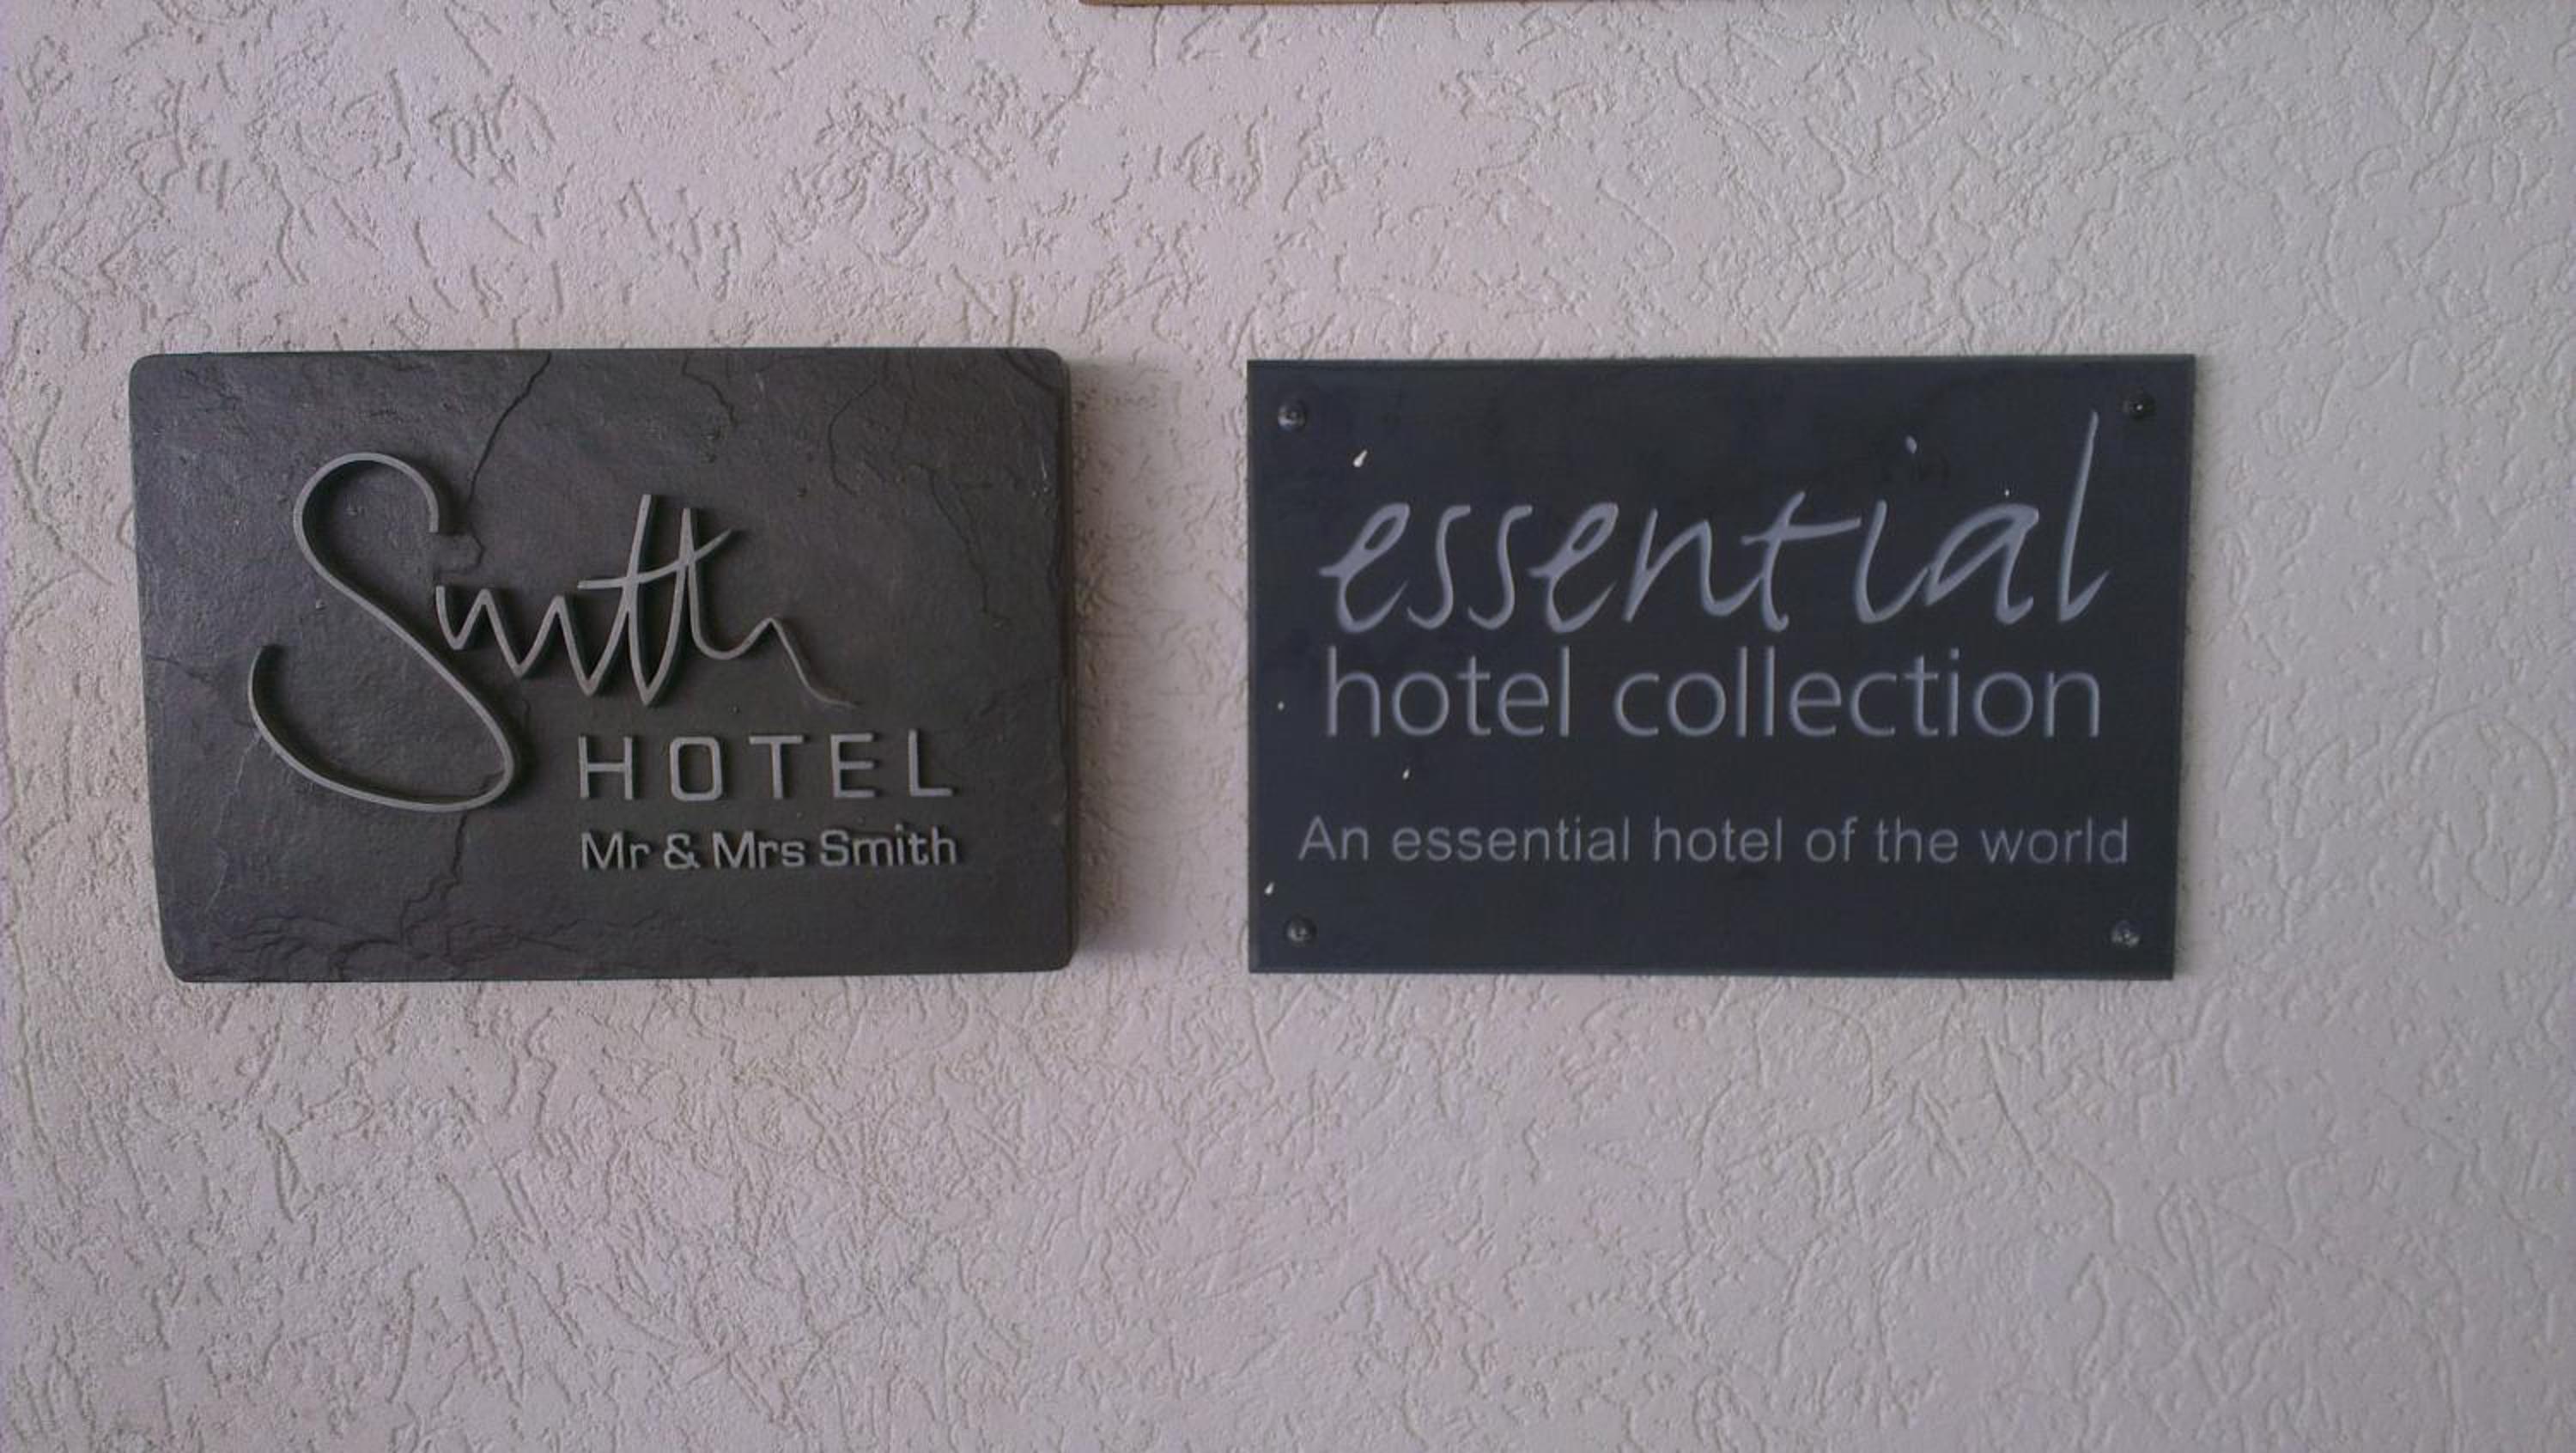 Smith
HOTEL
Mr & Mrs Smith
essential
hotel collection
An essential hotel of the world